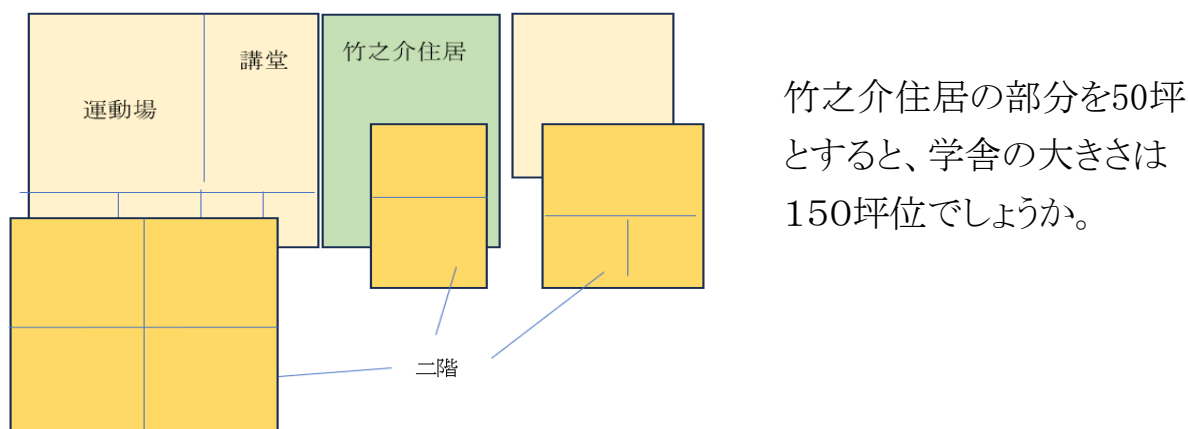 講堂
竹之介住居
運動場
二階
竹之介住居の部分を50坪
とすると、学舎の大きさは
１５０坪位でしょうか。